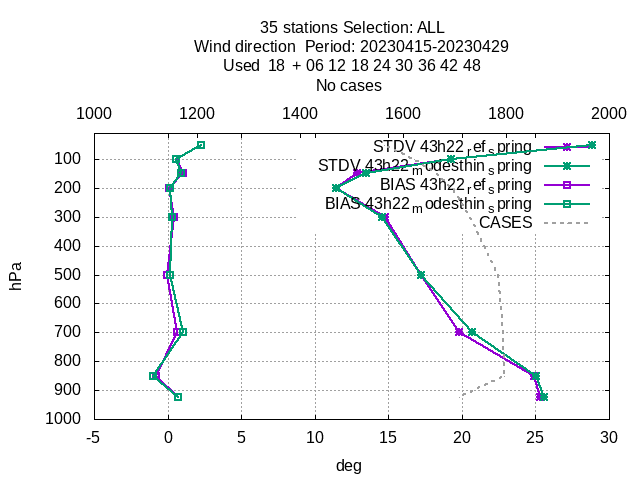 35 stations Selection: ALL
Wind direction  Period: 20230415-20230429
Used 18 + 06 12 18 24 30 36 42 48
No cases
1000 1200 1400 1600 1800 2000
STDV 43h22_ref_spring
STDV 43h22_modesthin_spring
BIAS 43h22_ref_spring
BIAS 43h22_modesthin_spring
CASES
100
200
300
400
500
600
700
800
900
1000
hPa
-5 0 5 10 15 20 25 30
deg